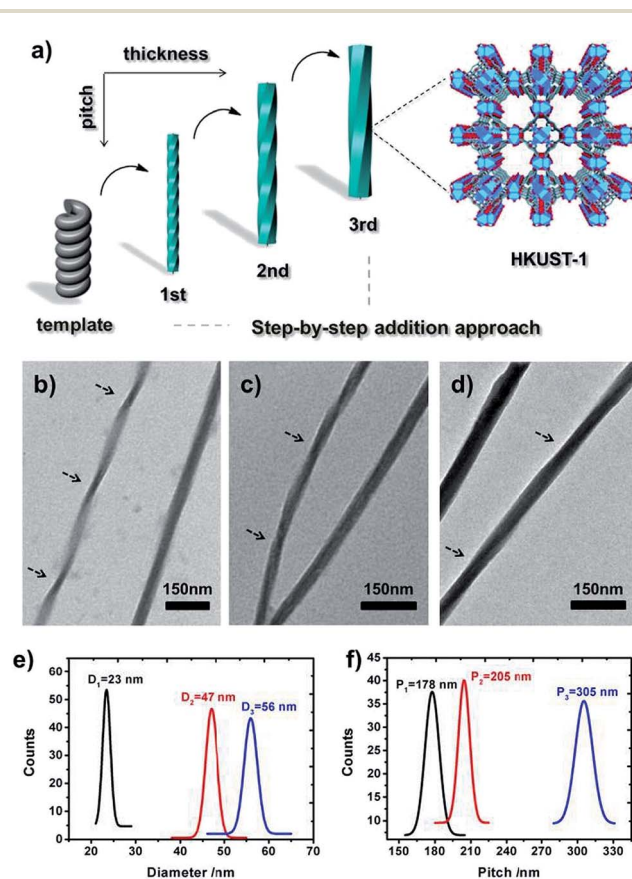 a)
thickness
pitch
template
1st
2nd
3rd
HKUST-1
Step-by-step addition approach
b)
150nm
c)
150nm
d)
150nm
e)
D1=23 nm
D2=47 nm
D3=56 nm
60
50
40
30
20
10
0
Counts
20 30 40 50 60 70
Diameter /nm
f)
P1=178 nm
P2=205 nm
P3=305 nm
45
40
35
30
25
20
15
10
Counts
150 180 210 240 270 300 330
Pitch /nm